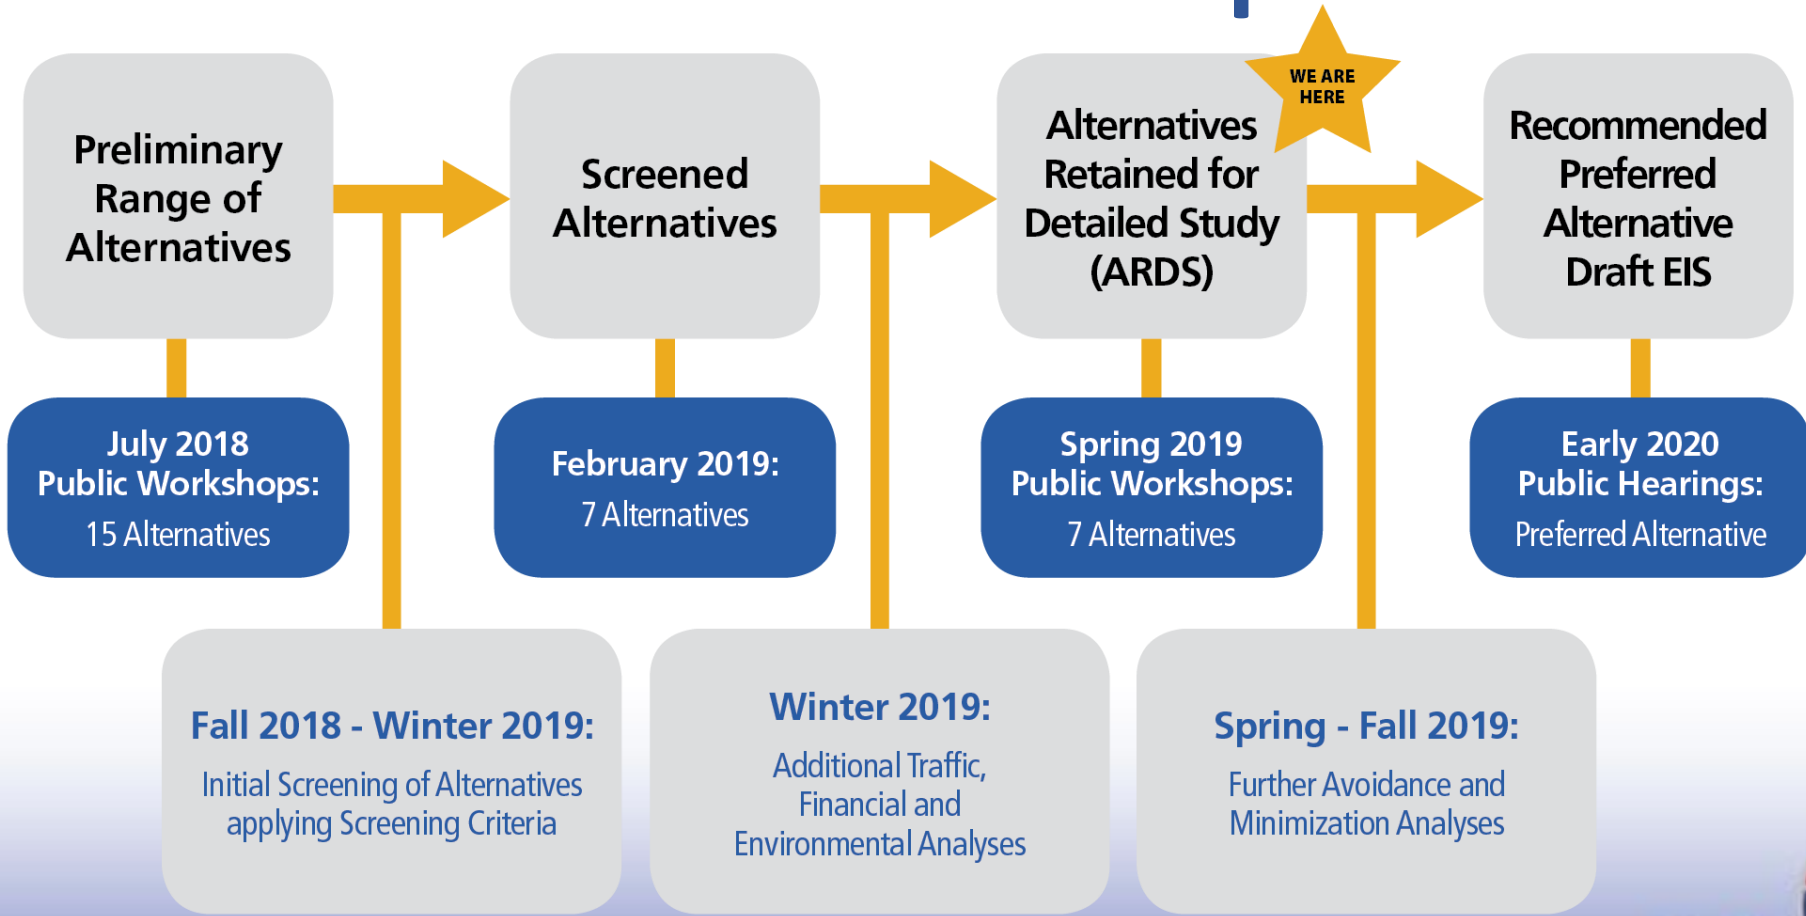 Preliminary
Range of
Alternatives
Screened
Alternatives
Alternatives
Retained for
Detailed Study
(ARDS)
WE ARE
HERE
Recommended
Preferred
Alternative
Draft EIS
July 2018
Public Workshops:
15 Alternatives
February 2019:
7 Alternatives
Spring 2019
Public Workshops:
7 Alternatives
Early 2020
Public Hearings:
Preferred Alternative
Fall 2018 - Winter 2019:
Initial Screening of Alternatives
applying Screening Criteria
Winter 2019:
Additional Traffic,
Financial and
Environmental Analyses
Spring - Fall 2019:
Further Avoidance and
Minimization Analyses